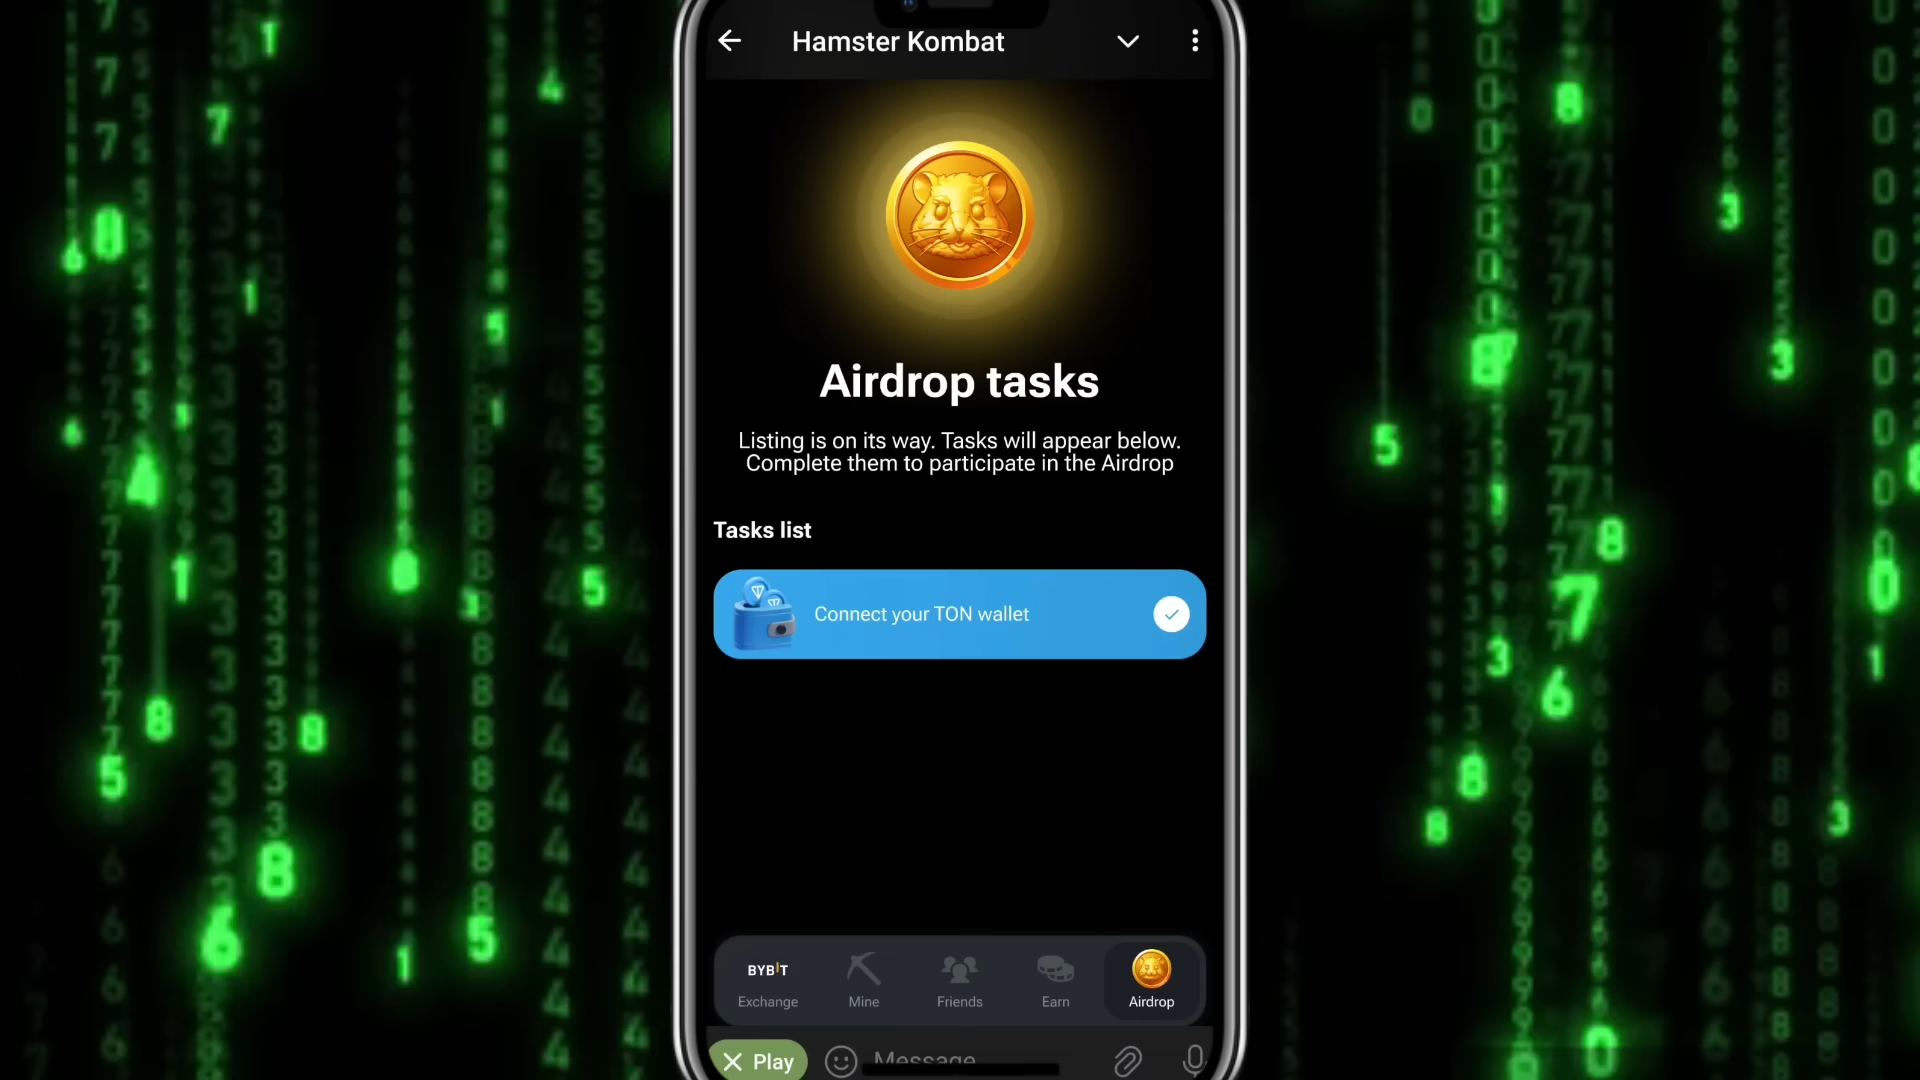 Hamster Kombat
Airdrop tasks
Listing is on its way. Tasks will appear below.
Complete them to participate in the Airdrop
Tasks list
Connect your TON wallet
BYBIT
Exchange
Mine
Friends
Earn
Airdrop
Play
Message